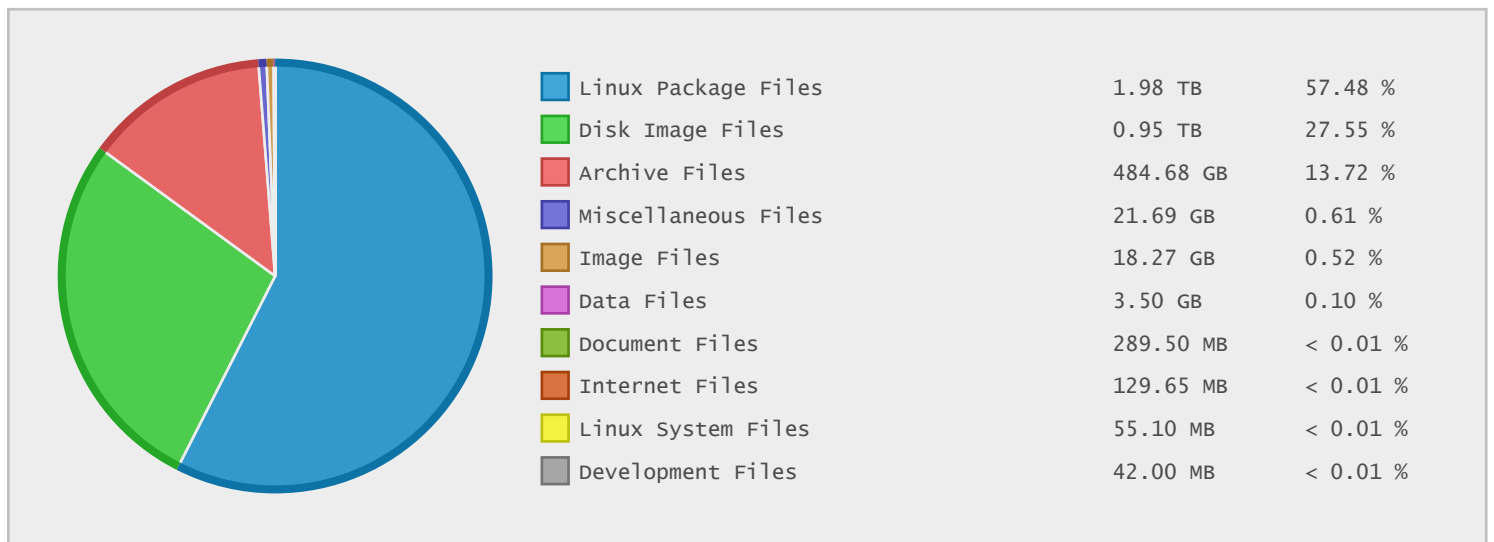 Linux Package Files 1.98 TB 57.48 %
Disk Image Files 0.95 TB 27.55 %
Archive Files 484.68 GB 13.72 %
Miscellaneous Files 21.69 GB 0.61 %
Image Files 18.27 GB 0.52 %
Data Files 3.50 GB 0.10 %
Document Files 289.50 MB < 0.01 %
Internet Files 129.65 MB < 0.01 %
Linux System Files 55.10 MB < 0.01 %
Development Files 42.00 MB < 0.01 %